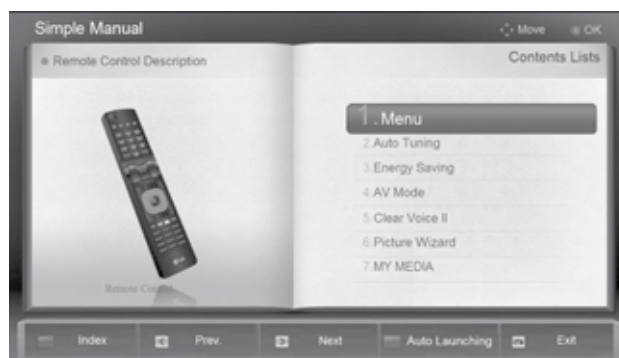 Simple Manual
Move OK
Remote Control Description
Contents Lists
1. Menu
2. Auto Tuning
3. Energy Saving
4. AV Mode
5. Clear Voice II
6. Picture Wizard
7. MY MEDIA
Remote Control
Index Prev. Next Auto Launching Exit